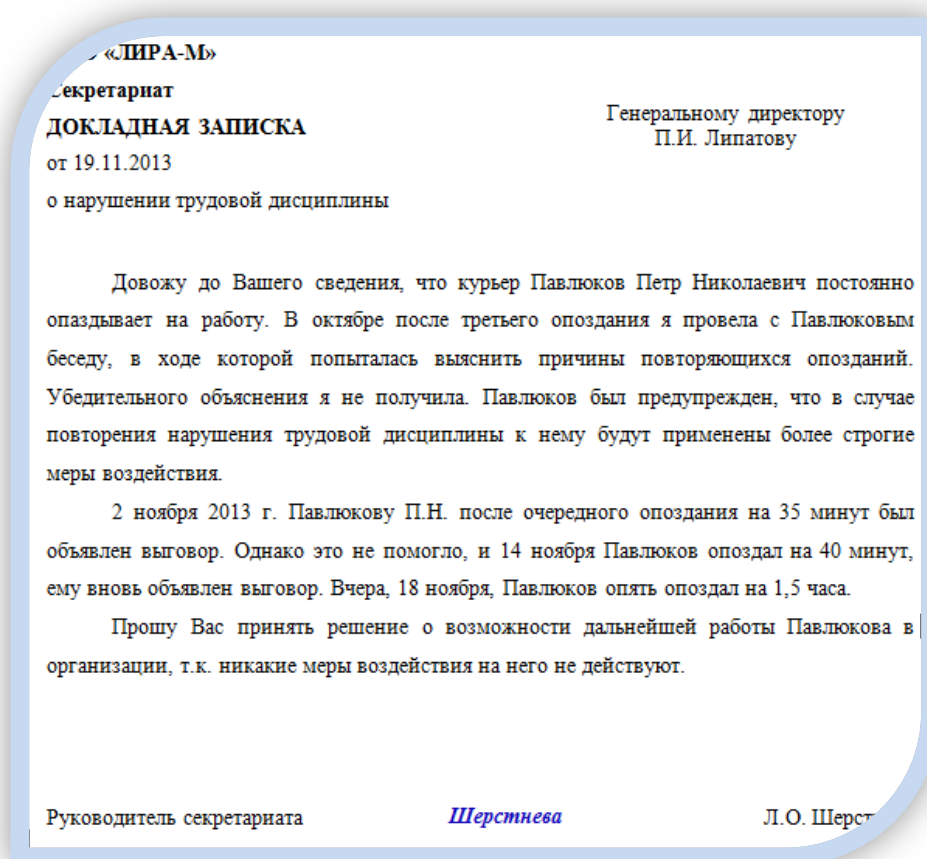 «ЛИРА-М»
Секретариат
ДОКЛАДНАЯ ЗАПИСКА
от 19.11.2013
о нарушении трудовой дисциплины
Генеральному директору
П.И. Липатову
Довожу до Вашего сведения, что курьер Павлюков Петр Николаевич постоянно
опаздывает на работу. В октябре после третьего опоздания я провела с Павлюковым
беседу, в ходе которой попыталась выяснить причины повторяющихся опозданий.
Убедительного объяснения я не получила. Павлюков был предупрежден, что в случае
повторения нарушения трудовой дисциплины к нему будут применены более строгие
меры воздействия.
2 ноября 2013 г. Павлюкову П.Н. после очередного опоздания на 35 минут был
объявлен выговор. Однако это не помогло, и 14 ноября Павлюков опоздал на 40 минут,
ему вновь объявлен выговор. Вчера, 18 ноября, Павлюков опять опоздал на 1,5 часа.
Прошу Вас принять решение о возможности дальнейшей работы Павлюкова в
организации, т.к. никакие меры воздействия на него не действуют.
Руководитель секретариата Шерстнева Л.О.